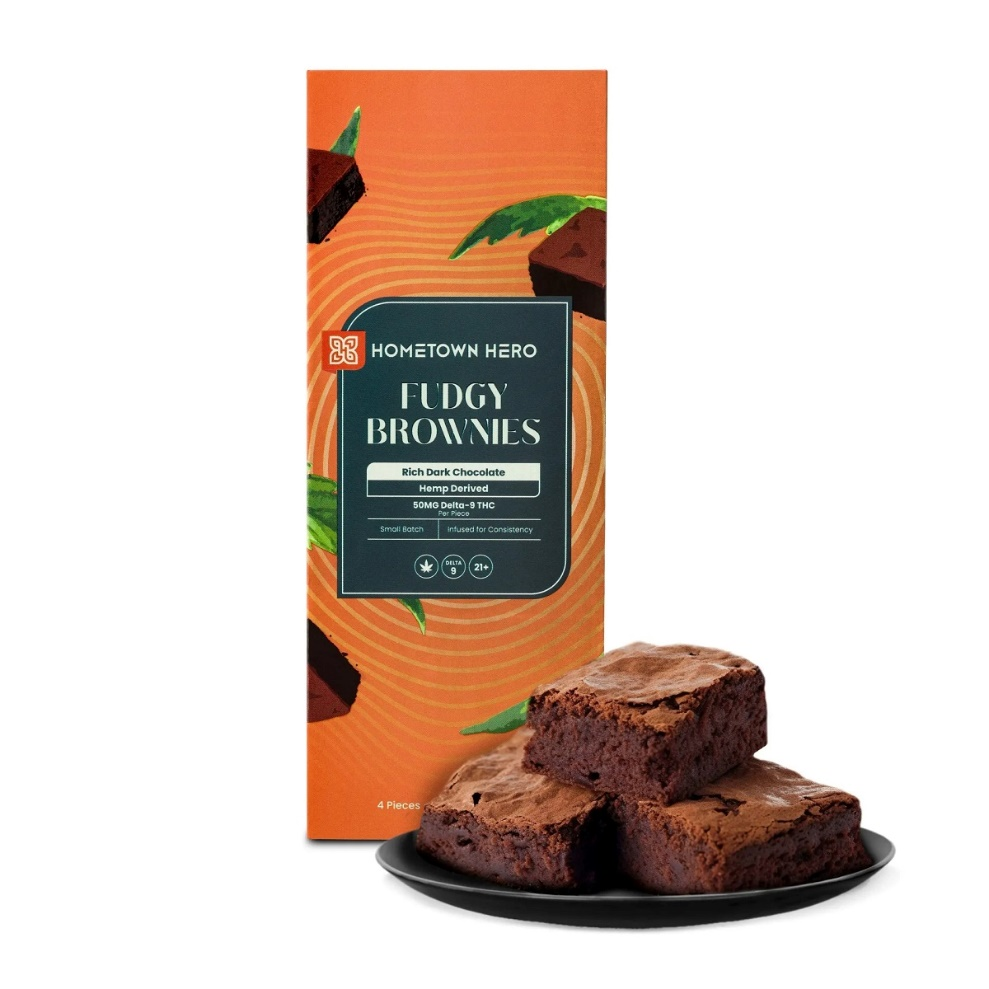 HOMETOWN HERO
FUDGY
BROWNIES
Rich Dark Chocolate
Hemp Derived
50MG Delta-9 THC
Per Piece
Small Batch Infused for Consistency
DELTA
9
21+
4 Pieces